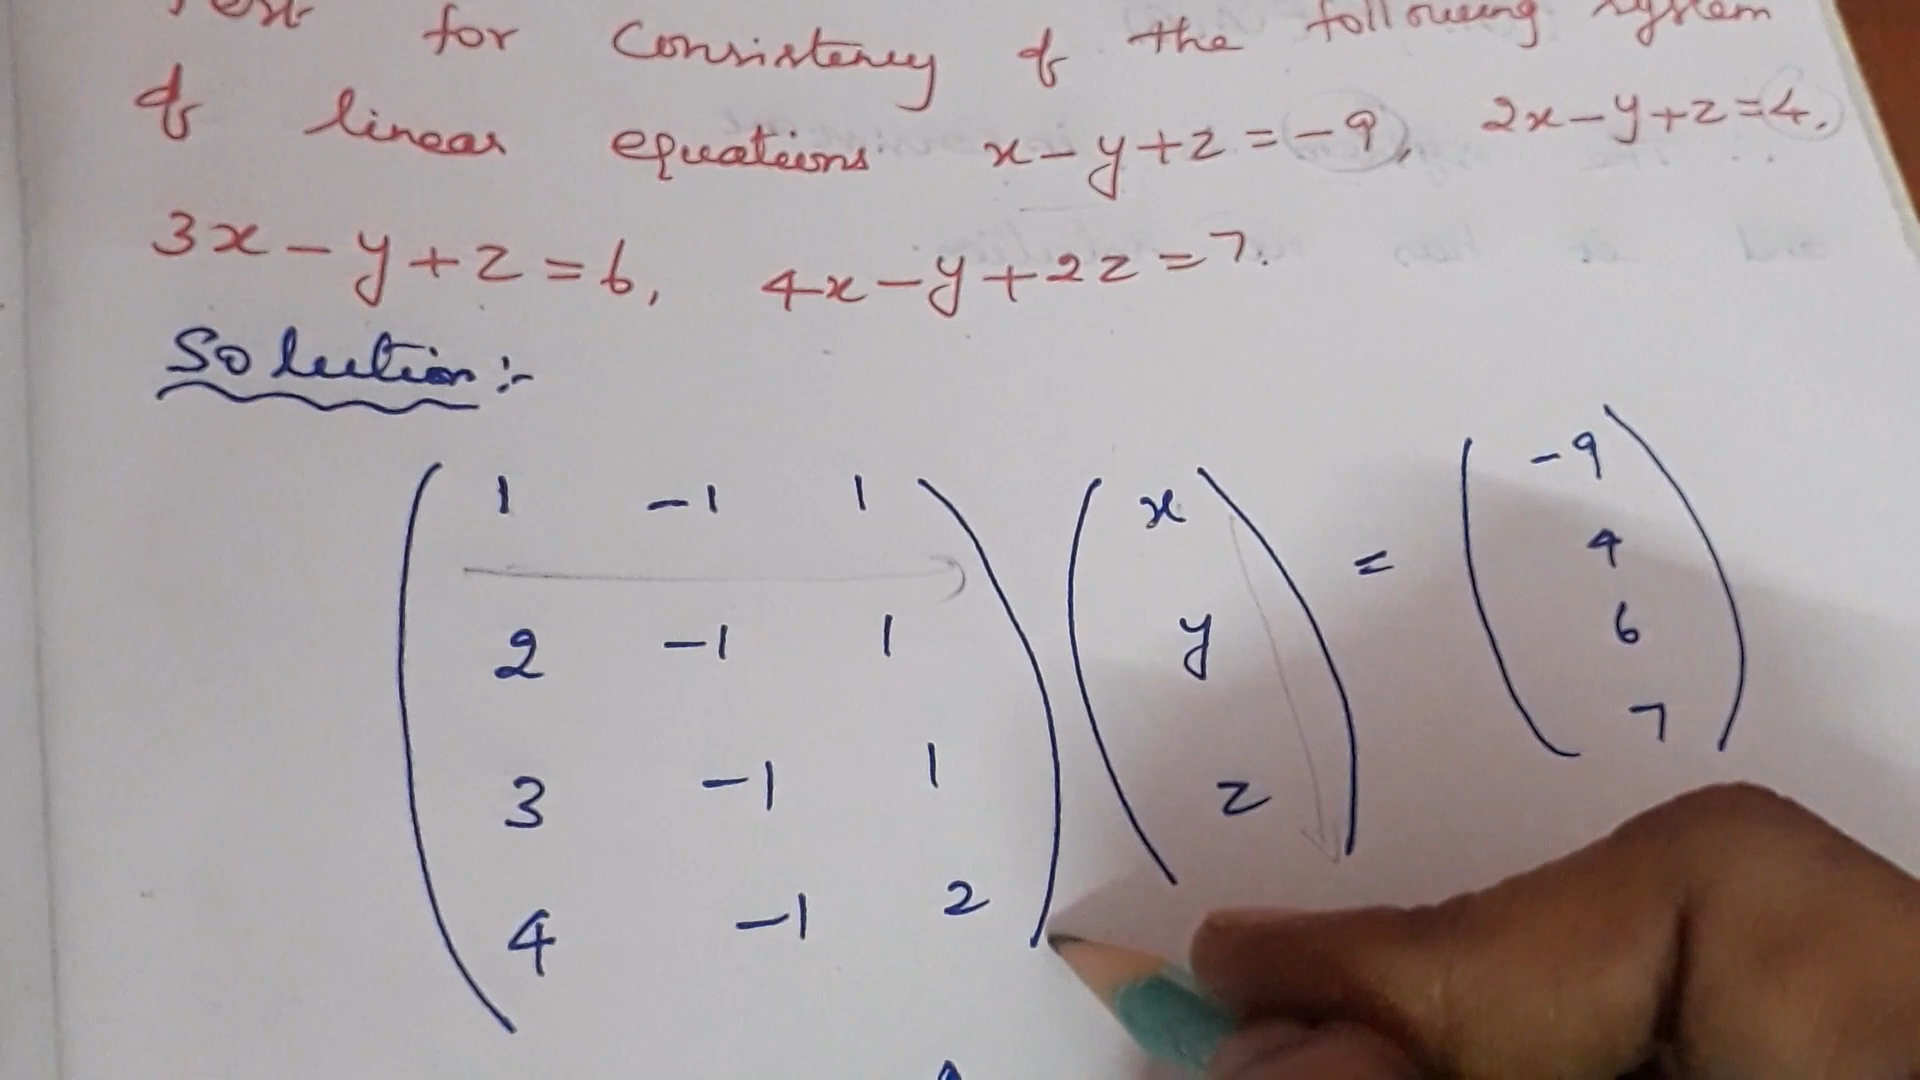 Test for Consistency of the following system
of linear equations x-y+z=-9, 2x-y+z=4,
3x-y+z=6, 4x-y+2z=7.
Solution:-
1 -1 1 x = -9
2 -1 1 y 4
3 -1 1 z 6
4 -1 2 7